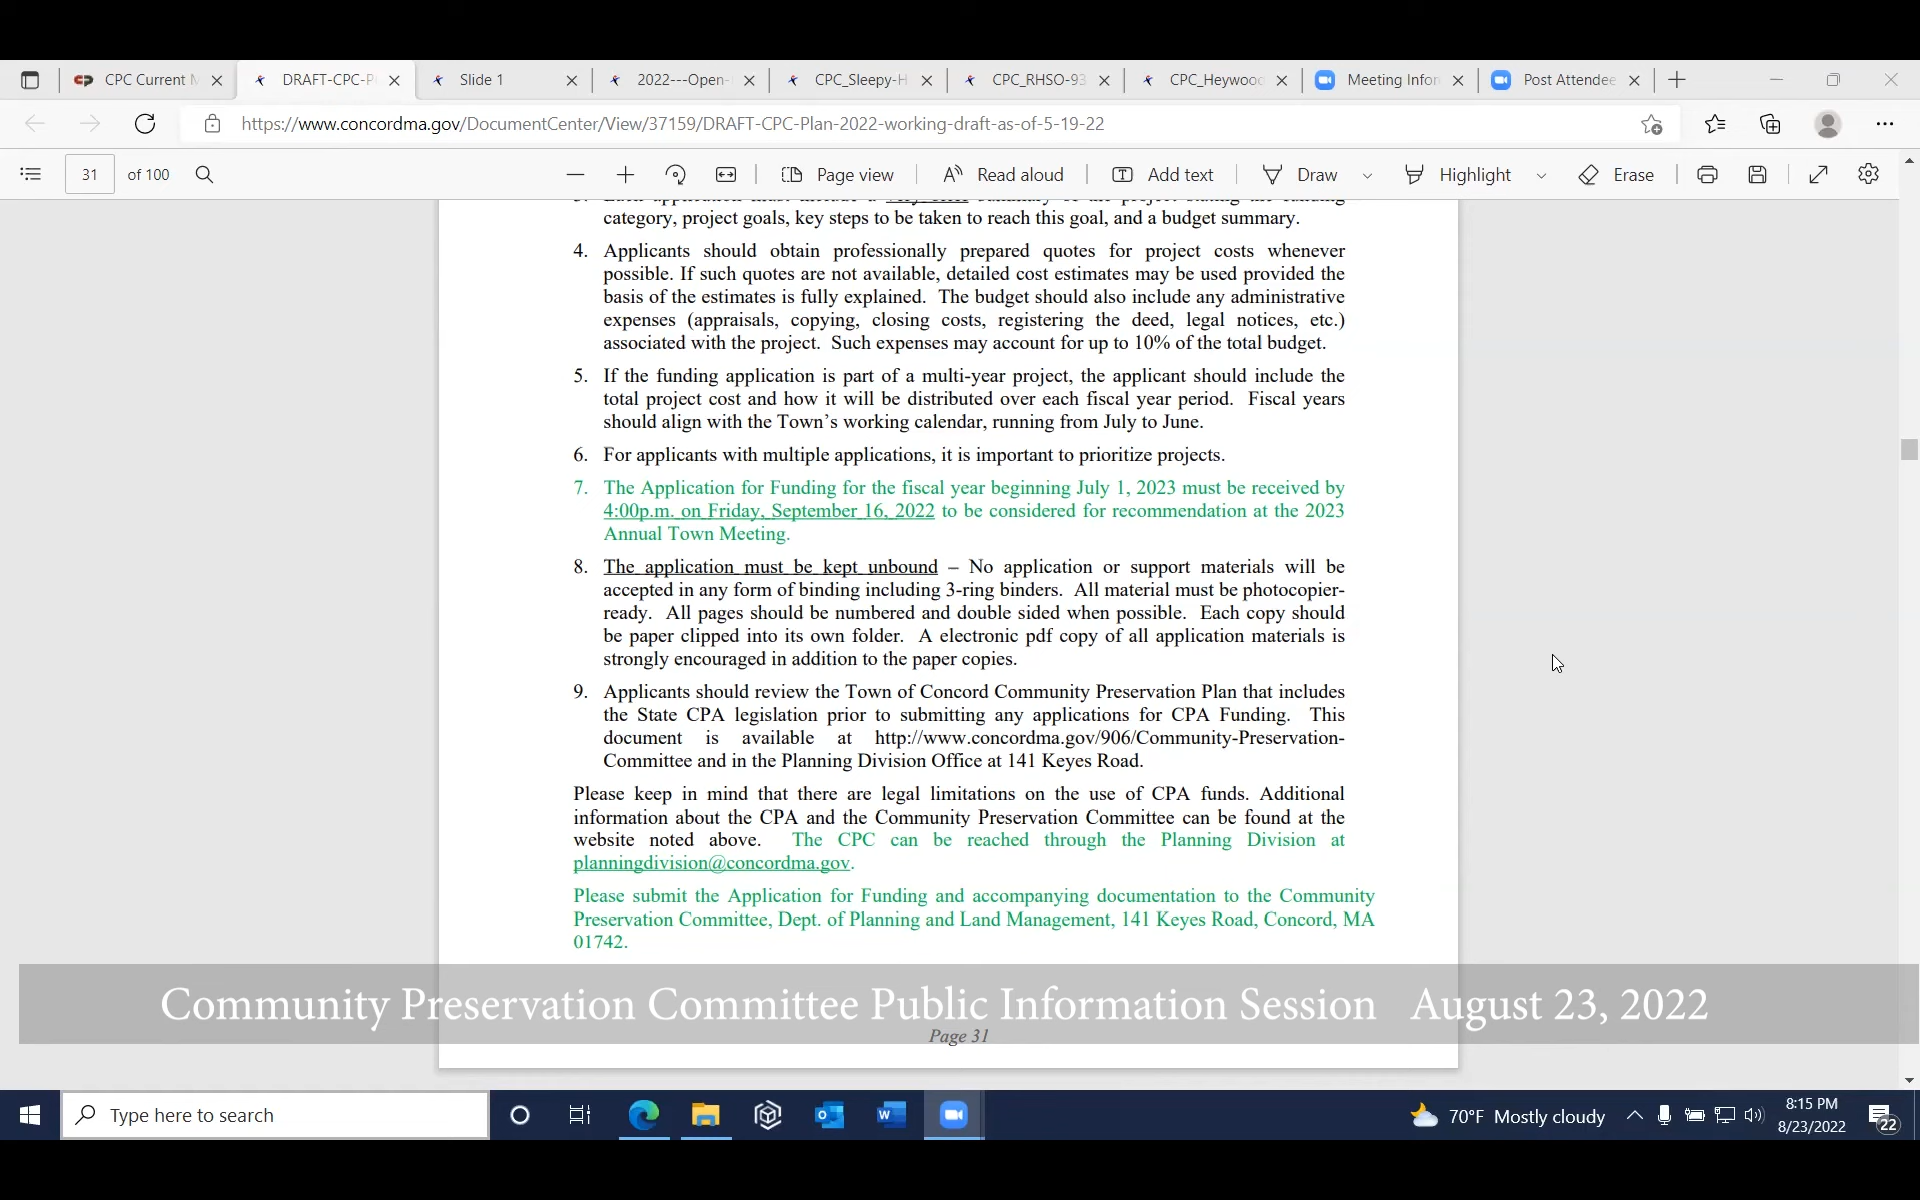 CPC Current M
DRAFT-CPC-P
Slide 1
2022---Open-
CPC_Sleepy-H
CPC_RHSO-93
CPC_Heywood
Meeting Infor
Post Attendee
https://www.concordma.gov/DocumentCenter/View/37159/DRAFT-CPC-Plan-2022-working-draft-as-of-5-19-22
31 of 100
Page view
Read aloud
Add text
Draw
Highlight
Erase
3. Each application must include a very brief summary of the project stating the funding
category, project goals, key steps to be taken to reach this goal, and a budget summary.
4. Applicants should obtain professionally prepared quotes for project costs whenever
possible. If such quotes are not available, detailed cost estimates may be used provided the
basis of the estimates is fully explained. The budget should also include any administrative
expenses (appraisals, copying, closing costs, registering the deed, legal notices, etc.)
associated with the project. Such expenses may account for up to 10% of the total budget.
5. If the funding application is part of a multi-year project, the applicant should include the
total project cost and how it will be distributed over each fiscal year period. Fiscal years
should align with the Town's working calendar, running from July to June.
6. For applicants with multiple applications, it is important to prioritize projects.
7. The Application for Funding for the fiscal year beginning July 1, 2023 must be received by
4:00p.m. on Friday, September 16, 2022 to be considered for recommendation at the 2023
Annual Town Meeting.
8. The application must be kept unbound – No application or support materials will be
accepted in any form of binding including 3-ring binders. All material must be photocopier-
ready. All pages should be numbered and double sided when possible. Each copy should
be paper clipped into its own folder. A electronic pdf copy of all application materials is
strongly encouraged in addition to the paper copies.
9. Applicants should review the Town of Concord Community Preservation Plan that includes
the State CPA legislation prior to submitting any applications for CPA Funding. This
document is available at http://www.concordma.gov/906/Community-Preservation-
Committee and in the Planning Division Office at 141 Keyes Road.
Please keep in mind that there are legal limitations on the use of CPA funds. Additional
information about the CPA and the Community Preservation Committee can be found at the
website noted above. The CPC can be reached through the Planning Division at
planningdivision@concordma.gov.
Please submit the Application for Funding and accompanying documentation to the Community
Preservation Committee, Dept. of Planning and Land Management, 141 Keyes Road, Concord, MA
01742.
Community Preservation Committee Public Information Session August 23, 2022
Page 31
Type here to search
70°F Mostly cloudy
8:15 PM
8/23/2022
22